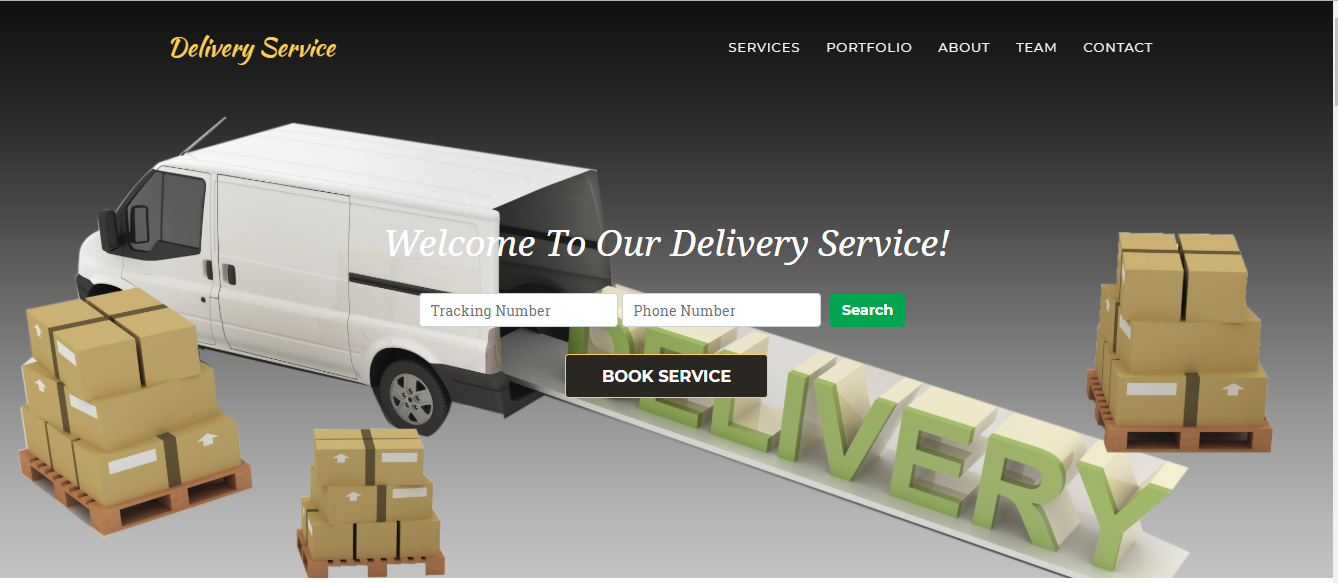 Delivery Service
SERVICES PORTFOLIO ABOUT TEAM CONTACT
Welcome To Our Delivery Service!
Tracking Number Phone Number Search
BOOK SERVICE
DELIVERY